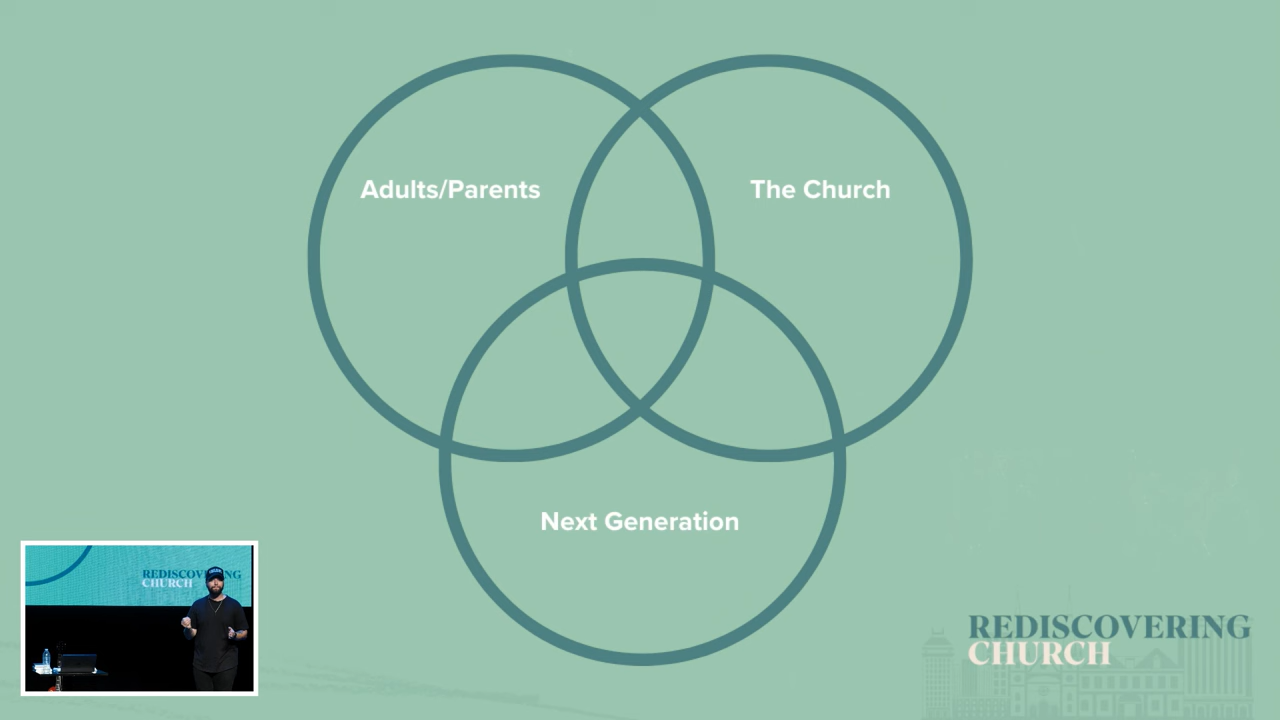 Adults/Parents
The Church
Next Generation
REDISCOVERING
CHURCH
REDISCOVERING
CHURCH